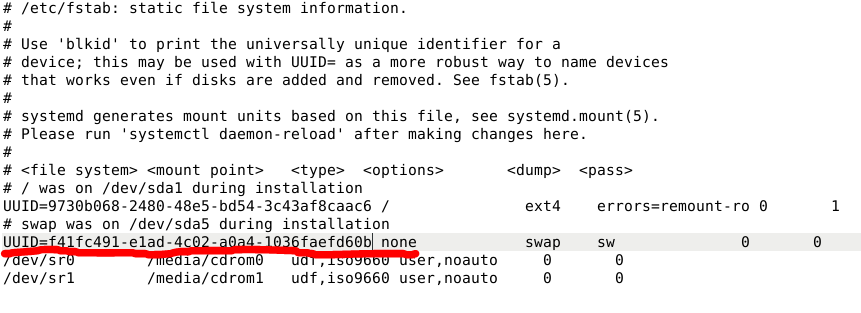 # /etc/fstab: static file system information.
#
# Use 'blkid' to print the universally unique identifier for a
# device; this may be used with UUID= as a more robust way to name devices
# that works even if disks are added and removed. See fstab(5).
#
# systemd generates mount units based on this file, see systemd.mount(5).
# Please run 'systemctl daemon-reload' after making changes here.
#
# <file system> <mount point>   <type>  <options>       <dump>  <pass>
# / was on /dev/sda1 during installation
UUID=9730b068-2480-48e5-bd54-3c43af8caac6 /               ext4    errors=remount-ro 0       1
# swap was on /dev/sda5 during installation
UUID=f41fc491-e1ad-4c02-a0a4-1036faefd60b none            swap    sw              0       0
/dev/sr0        /media/cdrom0   udf,iso9660 user,noauto     0       0
/dev/sr1        /media/cdrom1   udf,iso9660 user,noauto     0       0